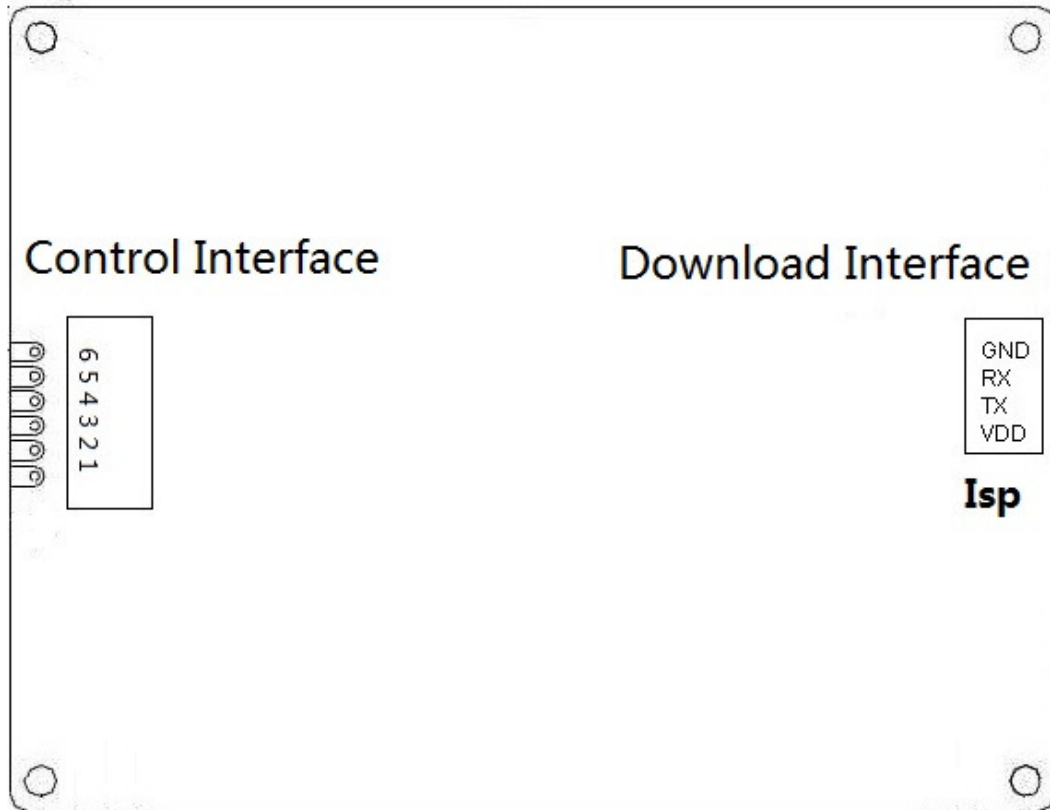 Control Interface
Download Interface
6 5 4 3 2 1
GND
RX
TX
VDD
Isp